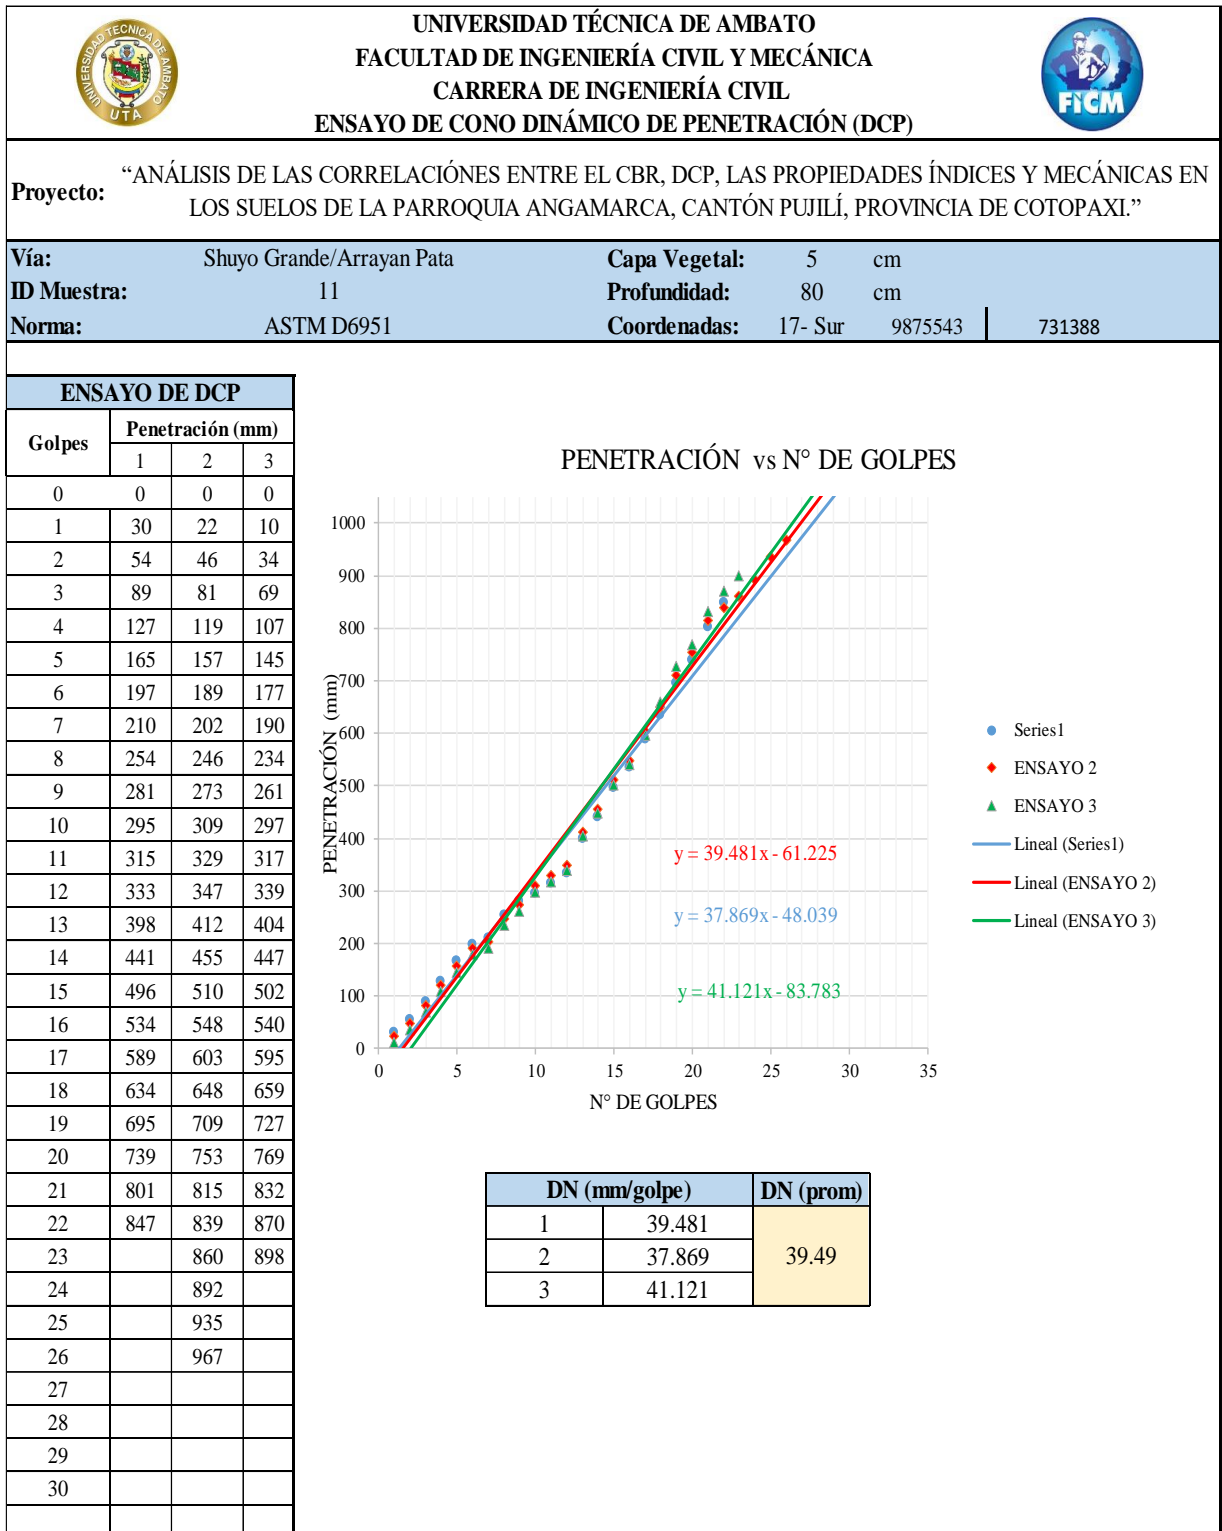 UNIVERSIDAD TÉCNICA DE AMBATO
FACULTAD DE INGENIERÍA CIVIL Y MECÁNICA
CARRERA DE INGENIERÍA CIVIL
ENSAYO DE CONO DINÁMICO DE PENETRACIÓN (DCP)
UNIVERSIDAD TECNICA DE AMBATO
UTA
FICM
Proyecto: “ANÁLISIS DE LAS CORRELACIÓNES ENTRE EL CBR, DCP, LAS PROPIEDADES ÍNDICES Y MECÁNICAS EN
LOS SUELOS DE LA PARROQUIA ANGAMARCA, CANTÓN PUJILÍ, PROVINCIA DE COTOPAXI.”
Vía: Shuyo Grande/Arrayan Pata Capa Vegetal: 5 cm
ID Muestra: 11 Profundidad: 80 cm
Norma: ASTM D6951 Coordenadas: 17- Sur 9875543 731388
ENSAYO DE DCP
Golpes Penetración (mm)
1 2 3
0 0 0 0
1 30 22 10
2 54 46 34
3 89 81 69
4 127 119 107
5 165 157 145
6 197 189 177
7 210 202 190
8 254 246 234
9 281 273 261
10 295 309 297
11 315 329 317
12 333 347 339
13 398 412 404
14 441 455 447
15 496 510 502
16 534 548 540
17 589 603 595
18 634 648 659
19 695 709 727
20 739 753 769
21 801 815 832
22 847 839 870
23 860 898
24 892
25 935
26 967
27
28
29
30
PENETRACIÓN vs N° DE GOLPES
PENETRACIÓN (mm)
1000
900
800
700
600
500
400
300
200
100
0
0 5 10 15 20 25 30 35
N° DE GOLPES
y = 39.481x - 61.225
y = 37.869x - 48.039
y = 41.121x - 83.783
Series1
ENSAYO 2
ENSAYO 3
Lineal (Series1)
Lineal (ENSAYO 2)
Lineal (ENSAYO 3)
DN (mm/golpe) DN (prom)
1 39.481
2 37.869 39.49
3 41.121